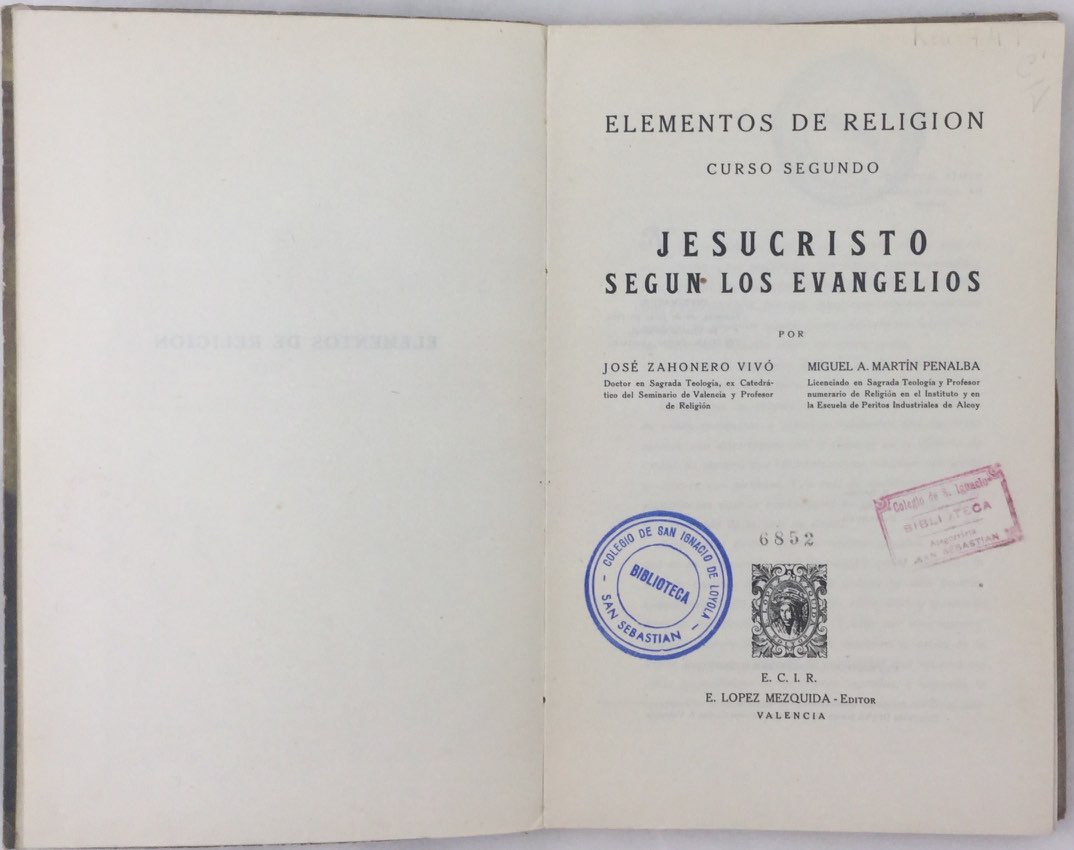 ELEMENTOS DE RELIGION
CURSO SEGUNDO
JESUCRISTO
SEGUN LOS EVANGELIOS
POR
JOSÉ ZAHONERO VIVÓ
Doctor en Sagrada Teología, ex Catedrá-
tico del Seminario de Valencia y Profesor
de Religión
MIGUEL A. MARTÍN PENALBA
Licenciado en Sagrada Teología y Profesor
numerario de Religión en el Instituto y en
la Escuela de Peritos Industriales de Alcoy
Colegio de S. Ignacio
BIBLIOTECA
SAN SEBASTIAN
6852
COLEGIO DE SAN IGNACIO DE LOYOLA
BIBLIOTECA
SAN SEBASTIAN
E. C. I. R.
E. LOPEZ MEZQUIDA - EDITOR
VALENCIA